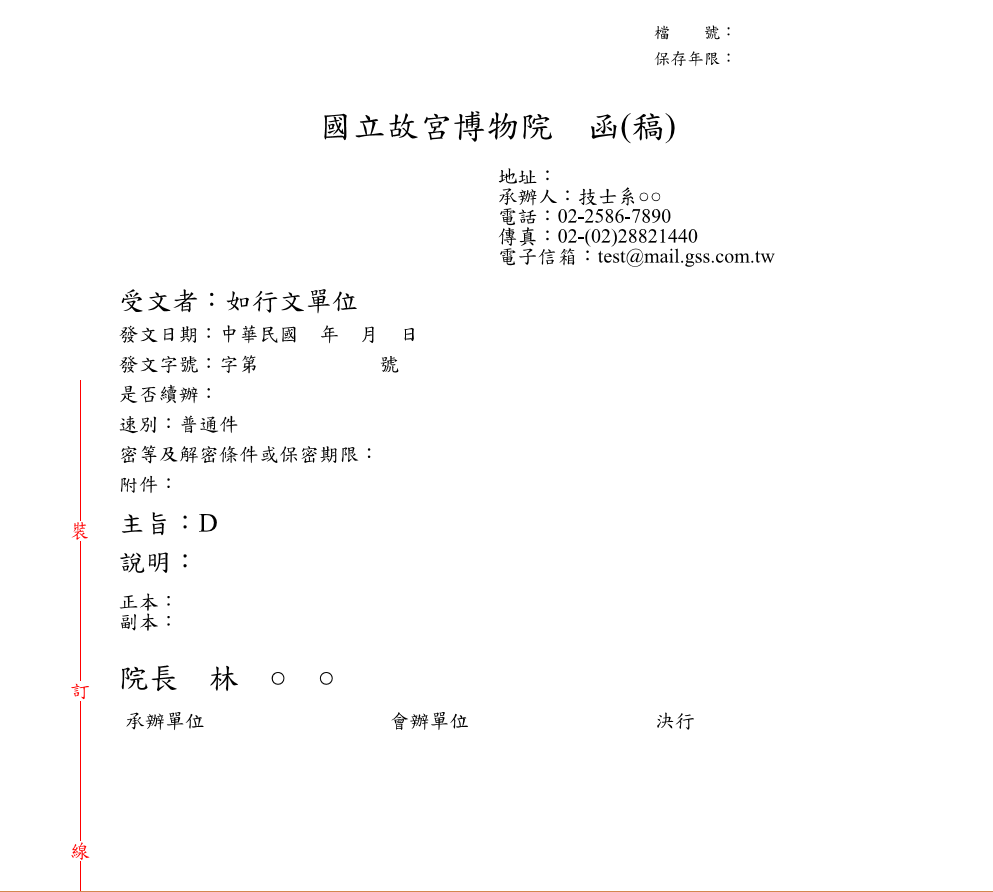 檔　　號：
保存年限：
國立故宮博物院　函(稿)
地址：
承辦人：技士系○○
電話：02-2586-7890
傳真：02-(02)28821440
電子信箱：test@mail.gss.com.tw
受文者：如行文單位
發文日期：中華民國　年　月　日
發文字號：字第　　　　　　號
是否續辦：
速別：普通件
密等及解密條件或保密期限：
附件：
主旨：D
說明：
正本：
副本：
院長　林　○　○
承辦單位　　　　會辦單位　　　　決行
裝
訂
線